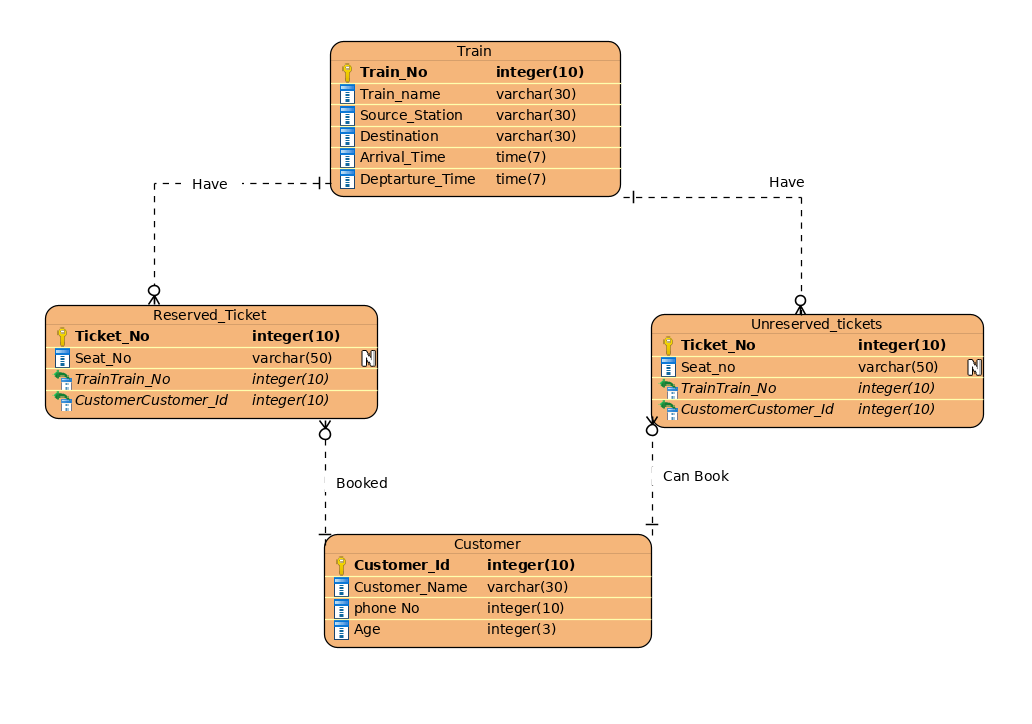 Train
Train_No integer(10)
Train_name varchar(30)
Source_Station varchar(30)
Destination varchar(30)
Arrival_Time time(7)
Deptarture_Time time(7)
Have
Have
Reserved_Ticket
Ticket_No integer(10)
Seat_No varchar(50) N
TrainTrain_No integer(10)
CustomerCustomer_Id integer(10)
Unreserved_tickets
Ticket_No integer(10)
Seat_no varchar(50) N
TrainTrain_No integer(10)
CustomerCustomer_Id integer(10)
Booked
Can Book
Customer
Customer_Id integer(10)
Customer_Name varchar(30)
phone No integer(10)
Age integer(3)